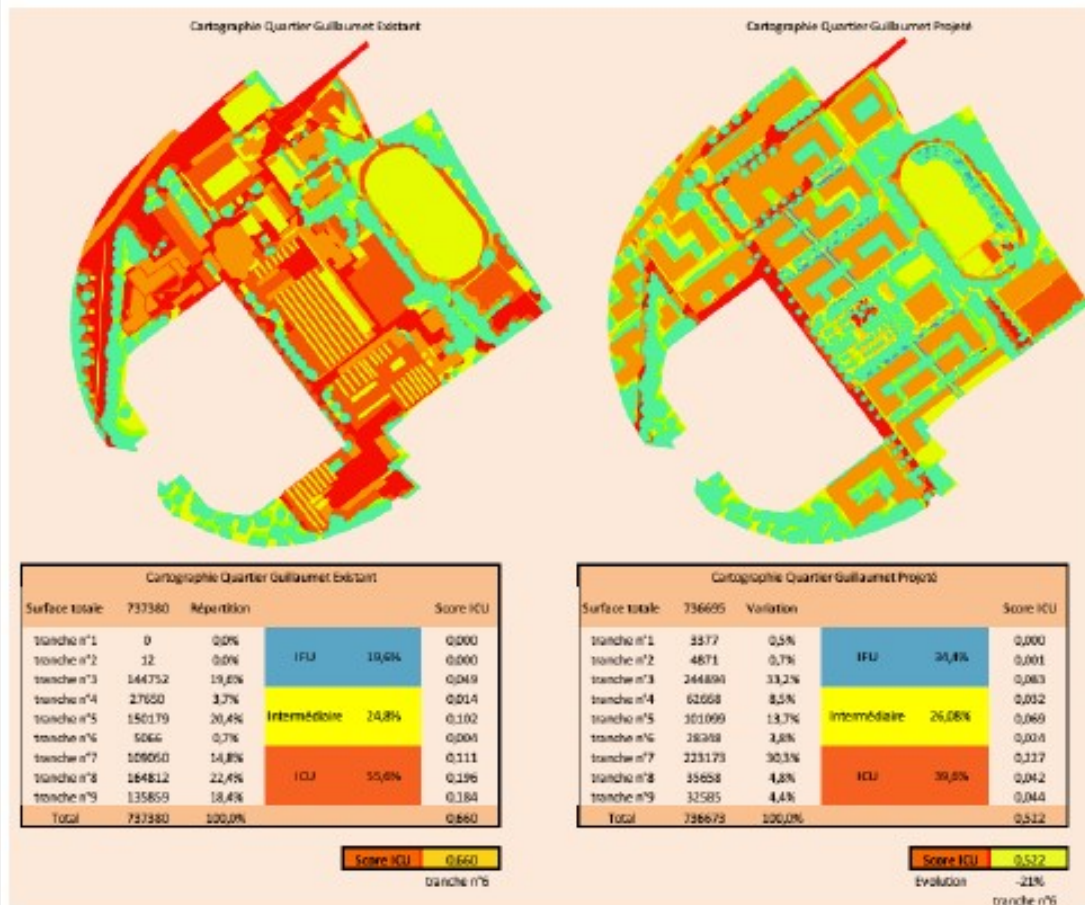 Cartographie Quartier Guillaumet Existant
Cartographie Quartier Guillaumet Projeté
Cartographie Quartier Guillaumet Existant
Surface totale 737380 Répartition Score ICU
tranche n°1 0 0,0% 0,000
tranche n°2 12 0,0% IFU 19,6% 0,000
tranche n°3 144752 19,6% 0,049
tranche n°4 27650 3,7% 0,014
tranche n°5 150179 20,4% Intermédiaire 24,8% 0,102
tranche n°6 5066 0,7% 0,004
tranche n°7 109050 14,8% 0,111
tranche n°8 164812 22,4% ICU 55,6% 0,196
tranche n°9 135859 18,4% 0,184
Total 737380 100,0% 0,660
Score ICU 0,660
tranche n°6
Cartographie Quartier Guillaumet Projeté
Surface totale 736695 Variation Score ICU
tranche n°1 3377 0,5% 0,000
tranche n°2 4871 0,7% IFU 34,4% 0,001
tranche n°3 244894 33,2% 0,083
tranche n°4 62668 8,5% 0,032
tranche n°5 101099 13,7% Intermédiaire 26,08% 0,069
tranche n°6 28348 3,8% 0,024
tranche n°7 223173 30,3% 0,227
tranche n°8 35658 4,8% ICU 39,6% 0,042
tranche n°9 32585 4,4% 0,044
Total 736673 100,0% 0,522
Score ICU 0,522
Evolution -21%
tranche n°6